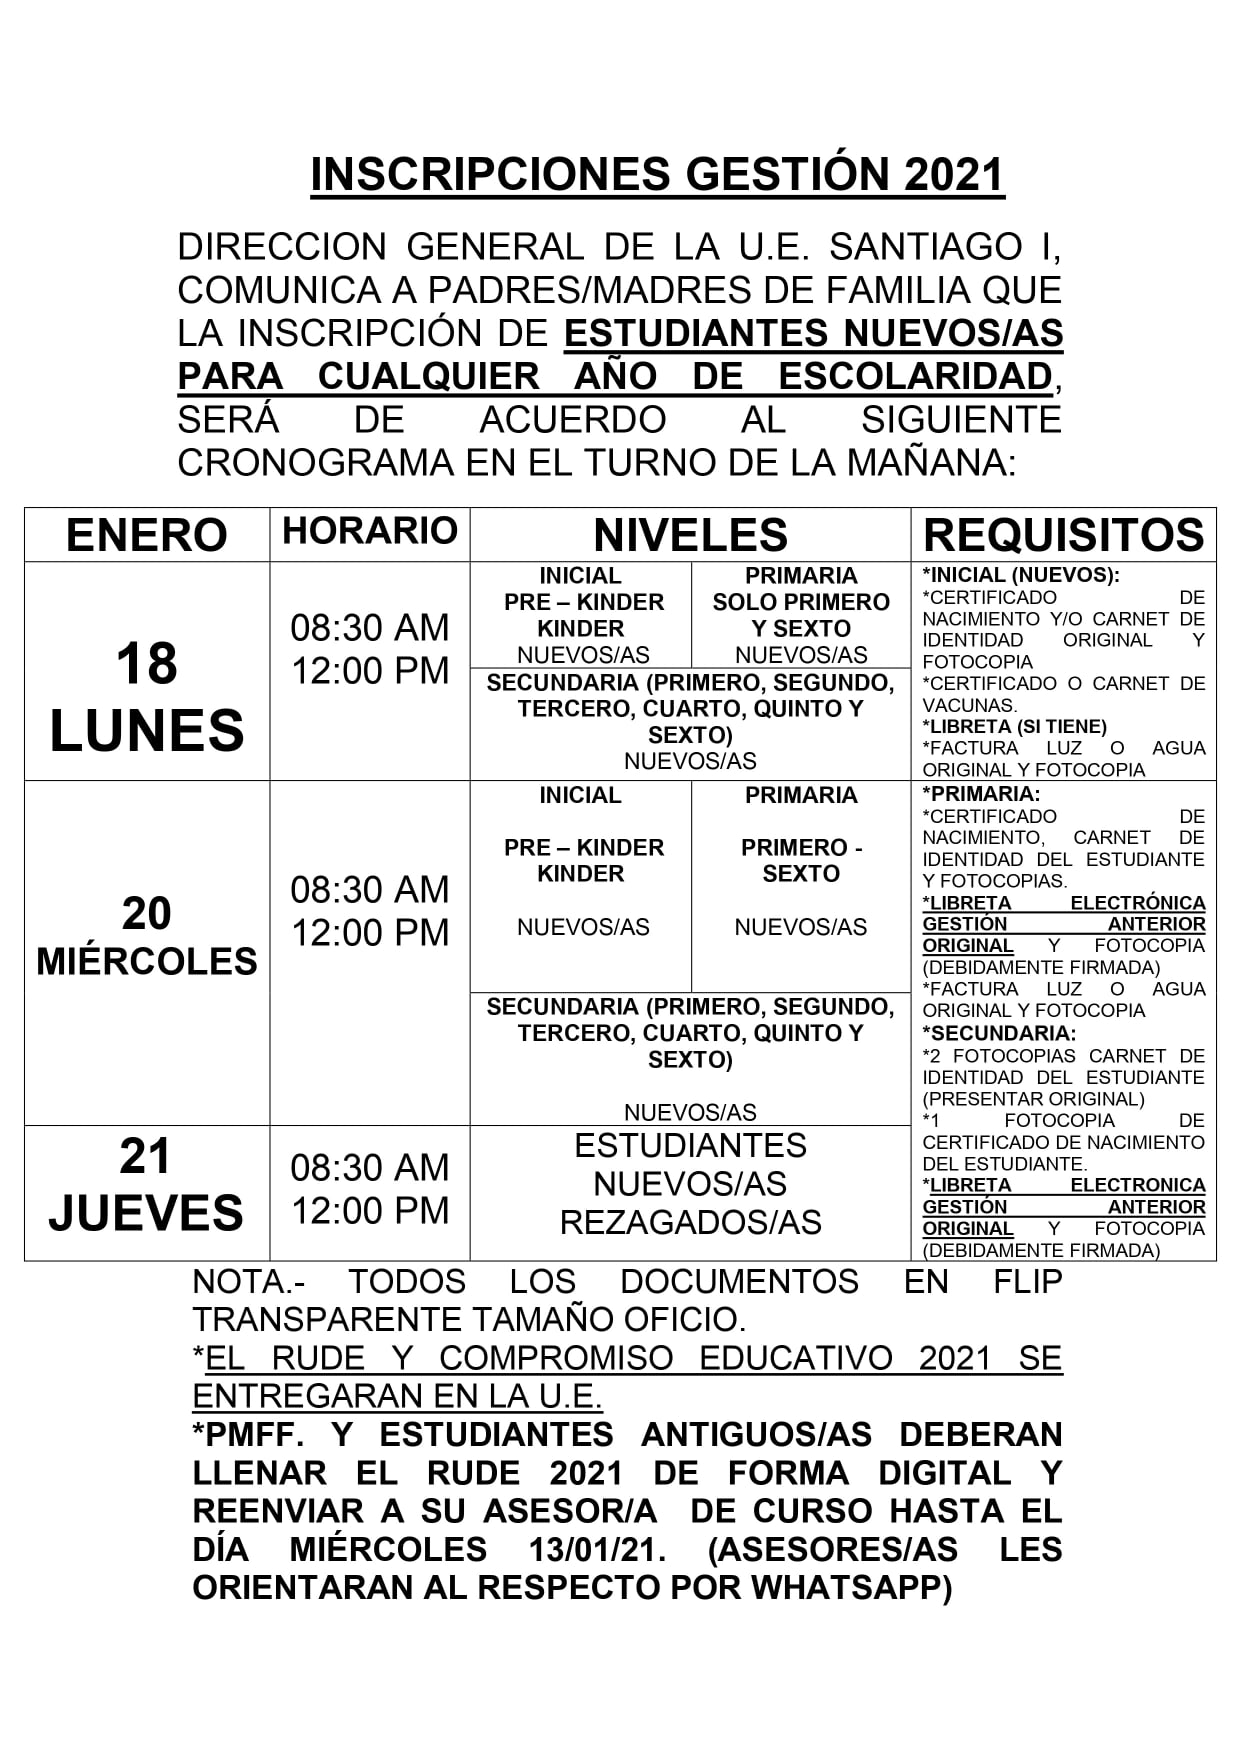 INSCRIPCIONES GESTIÓN 2021
DIRECCION GENERAL DE LA U.E. SANTIAGO I,
COMUNICA A PADRES/MADRES DE FAMILIA QUE
LA INSCRIPCIÓN DE ESTUDIANTES NUEVOS/AS
PARA CUALQUIER AÑO DE ESCOLARIDAD,
SERÁ DE ACUERDO AL SIGUIENTE
CRONOGRAMA EN EL TURNO DE LA MAÑANA:
ENERO
HORARIO
NIVELES
REQUISITOS
18
LUNES
08:30 AM
12:00 PM
INICIAL
PRE – KINDER
KINDER
NUEVOS/AS
PRIMARIA
SOLO PRIMERO
Y SEXTO
NUEVOS/AS
SECUNDARIA (PRIMERO, SEGUNDO,
TERCERO, CUARTO, QUINTO Y
SEXTO)
NUEVOS/AS
*INICIAL (NUEVOS):
*CERTIFICADO DE
NACIMIENTO Y/O CARNET DE
IDENTIDAD ORIGINAL Y
FOTOCOPIA
*CERTIFICADO O CARNET DE
VACUNAS.
*LIBRETA (SI TIENE)
*FACTURA LUZ O AGUA
ORIGINAL Y FOTOCOPIA
20
MIÉRCOLES
08:30 AM
12:00 PM
INICIAL
PRE – KINDER
KINDER
NUEVOS/AS
PRIMARIA
PRIMERO -
SEXTO
NUEVOS/AS
SECUNDARIA (PRIMERO, SEGUNDO,
TERCERO, CUARTO, QUINTO Y
SEXTO)
NUEVOS/AS
*PRIMARIA:
*CERTIFICADO DE
NACIMIENTO, CARNET DE
IDENTIDAD DEL ESTUDIANTE
Y FOTOCOPIAS.
*LIBRETA ELECTRÓNICA
GESTIÓN ANTERIOR
ORIGINAL Y FOTOCOPIA
(DEBIDAMENTE FIRMADA)
*FACTURA LUZ O AGUA
ORIGINAL Y FOTOCOPIA
*SECUNDARIA:
*2 FOTOCOPIAS CARNET DE
IDENTIDAD DEL ESTUDIANTE
(PRESENTAR ORIGINAL)
*1 FOTOCOPIA DE
CERTIFICADO DE NACIMIENTO
DEL ESTUDIANTE.
*LIBRETA ELECTRONICA
GESTIÓN ANTERIOR
ORIGINAL Y FOTOCOPIA
(DEBIDAMENTE FIRMADA)
21
JUEVES
08:30 AM
12:00 PM
ESTUDIANTES
NUEVOS/AS
REZAGADOS/AS
NOTA.- TODOS LOS DOCUMENTOS EN FLIP
TRANSPARENTE TAMAÑO OFICIO.
*EL RUDE Y COMPROMISO EDUCATIVO 2021 SE
ENTREGARAN EN LA U.E.
*PMFF. Y ESTUDIANTES ANTIGUOS/AS DEBERAN
LLENAR EL RUDE 2021 DE FORMA DIGITAL Y
REENVIAR A SU ASESOR/A DE CURSO HASTA EL
DÍA MIÉRCOLES 13/01/21. (ASESORES/AS LES
ORIENTARAN AL RESPECTO POR WHATSAPP)